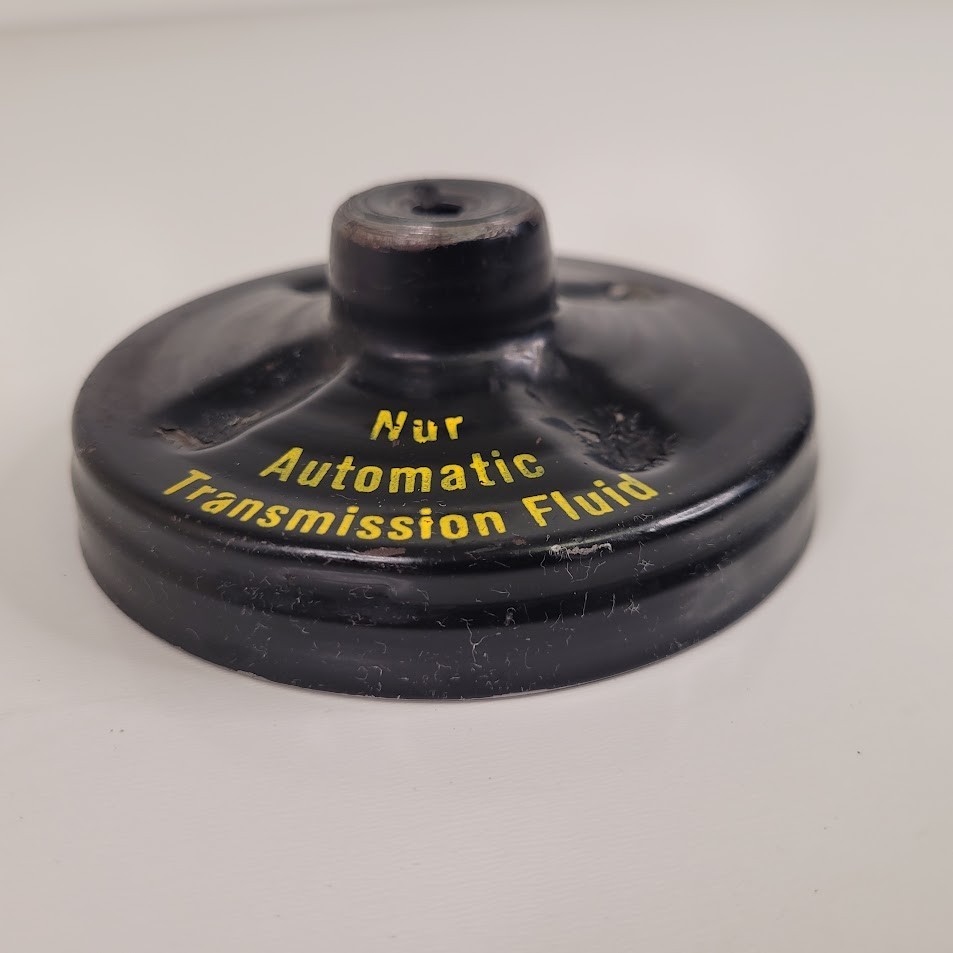 Nur
Automatic
Transmission Fluid